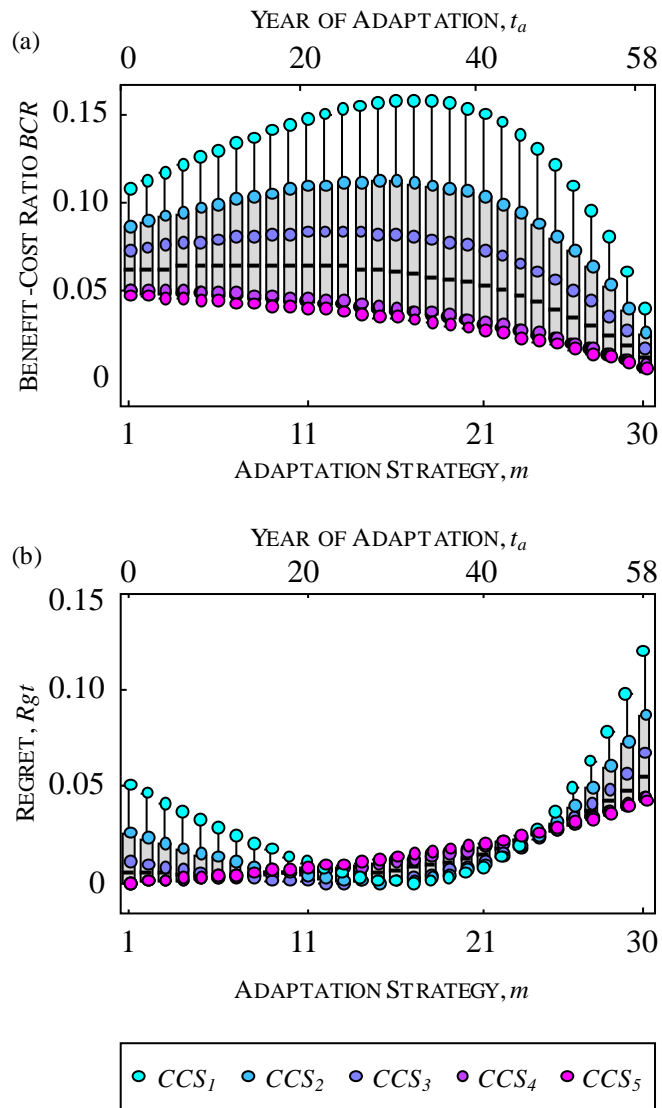 (a)
YEAR OF ADAPTATION, ta
0 20 40 58
BENEFIT-COST RATIO BCR
0.15
0.10
0.05
0
1 11 21 30
ADAPTATION STRATEGY, m
(b)
YEAR OF ADAPTATION, ta
0 20 40 58
REGRET, Rgt
0.15
0.10
0.05
0
1 11 21 30
ADAPTATION STRATEGY, m
CCS1 CCS2 CCS3 CCS4 CCS5